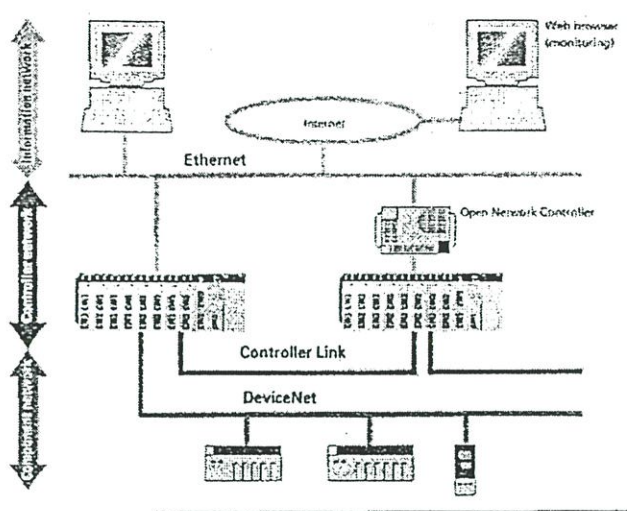 Web browser
(monitoring)
Information network
Internet
Ethernet
Controller network
Open Network Controller
Controller Link
Component network
DeviceNet